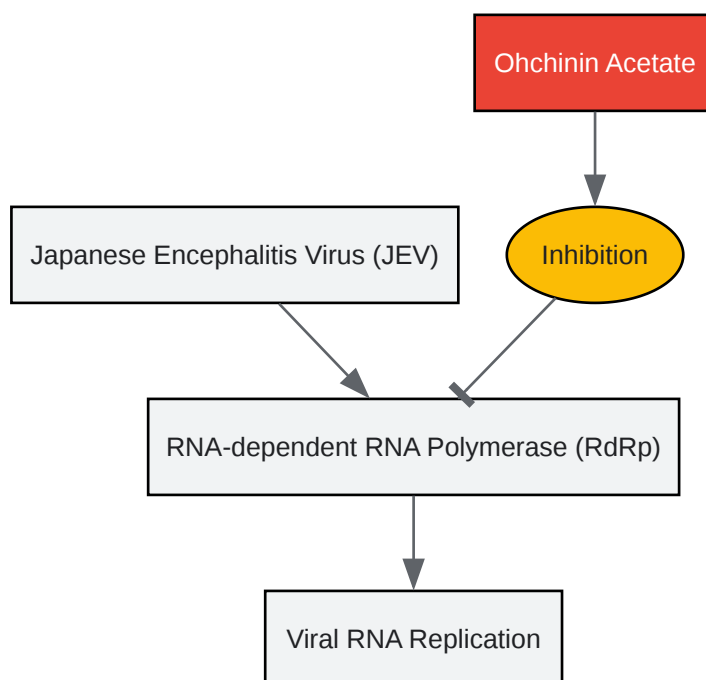 Ohchinin Acetate
Japanese Encephalitis Virus (JEV)
Inhibition
RNA-dependent RNA Polymerase (RdRp)
Viral RNA Replication